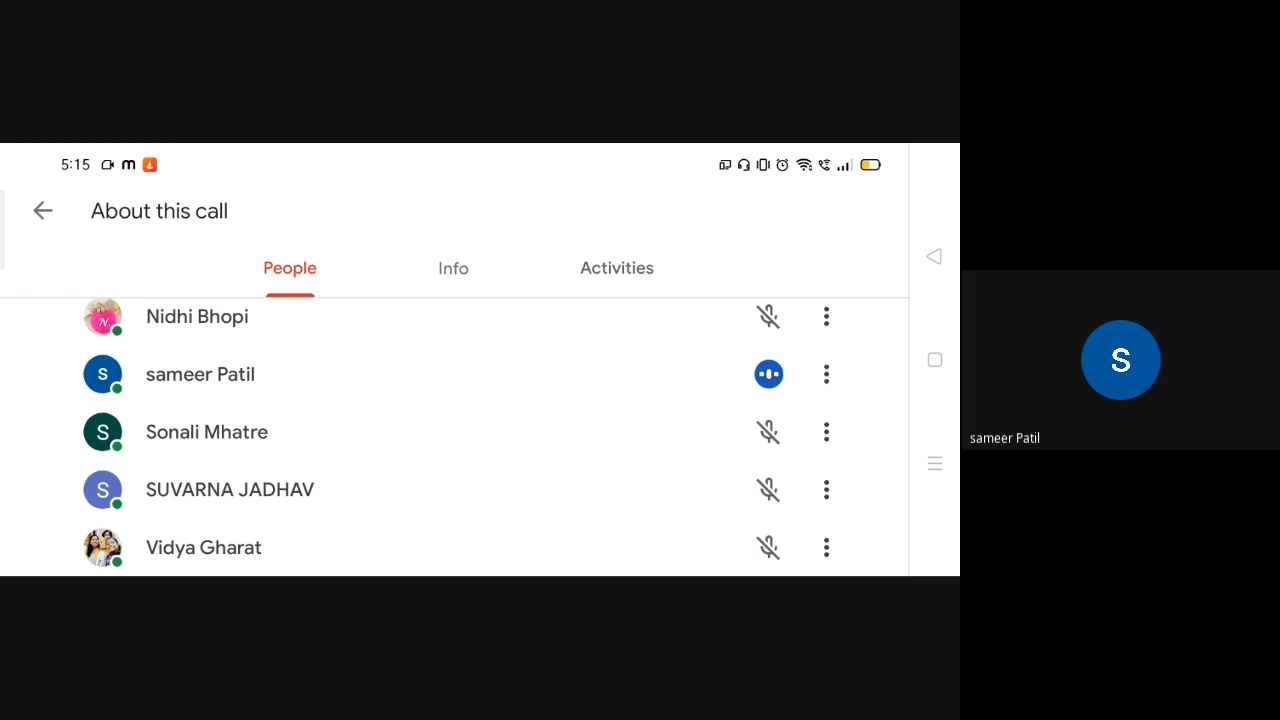 5:15
About this call
People Info Activities
N Nidhi Bhopi
S sameer Patil
S Sonali Mhatre
S SUVARNA JADHAV
Vidya Gharat
S
sameer Patil